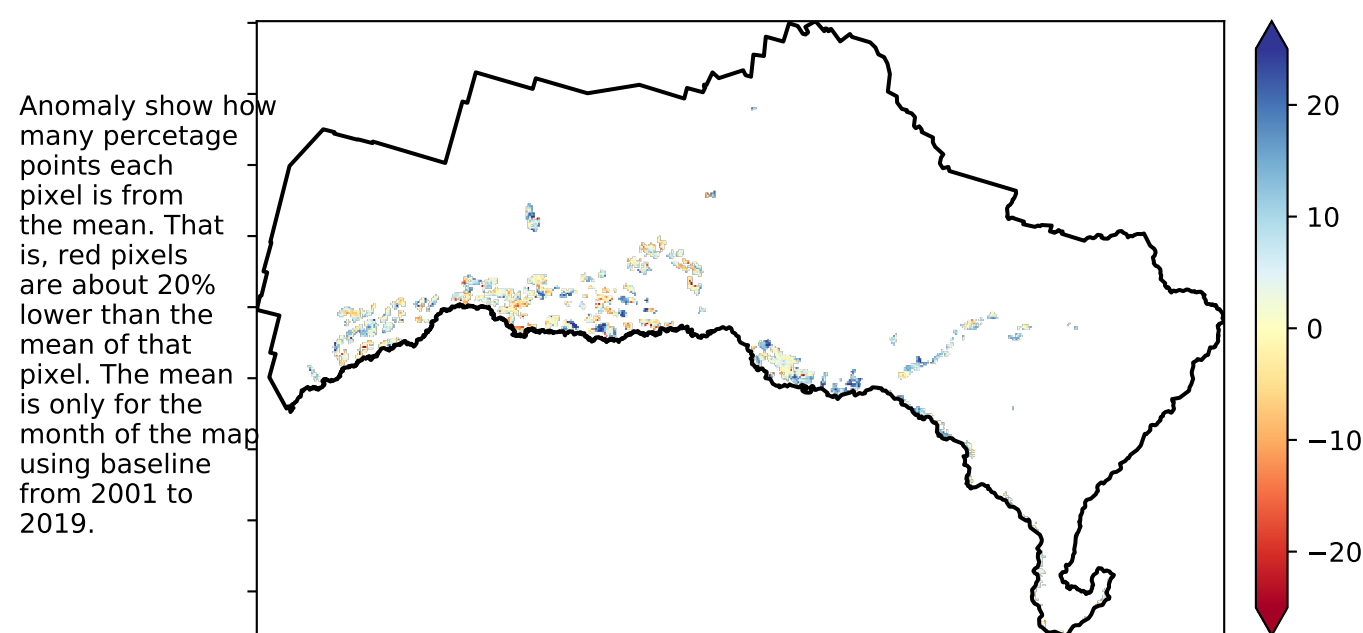 Anomaly show how
many percetage
points each
pixel is from
the mean. That
is, red pixels
are about 20%
lower than the
mean of that
pixel. The mean
is only for the
month of the map
using baseline
from 2001 to
2019.
20
10
0
−10
−20